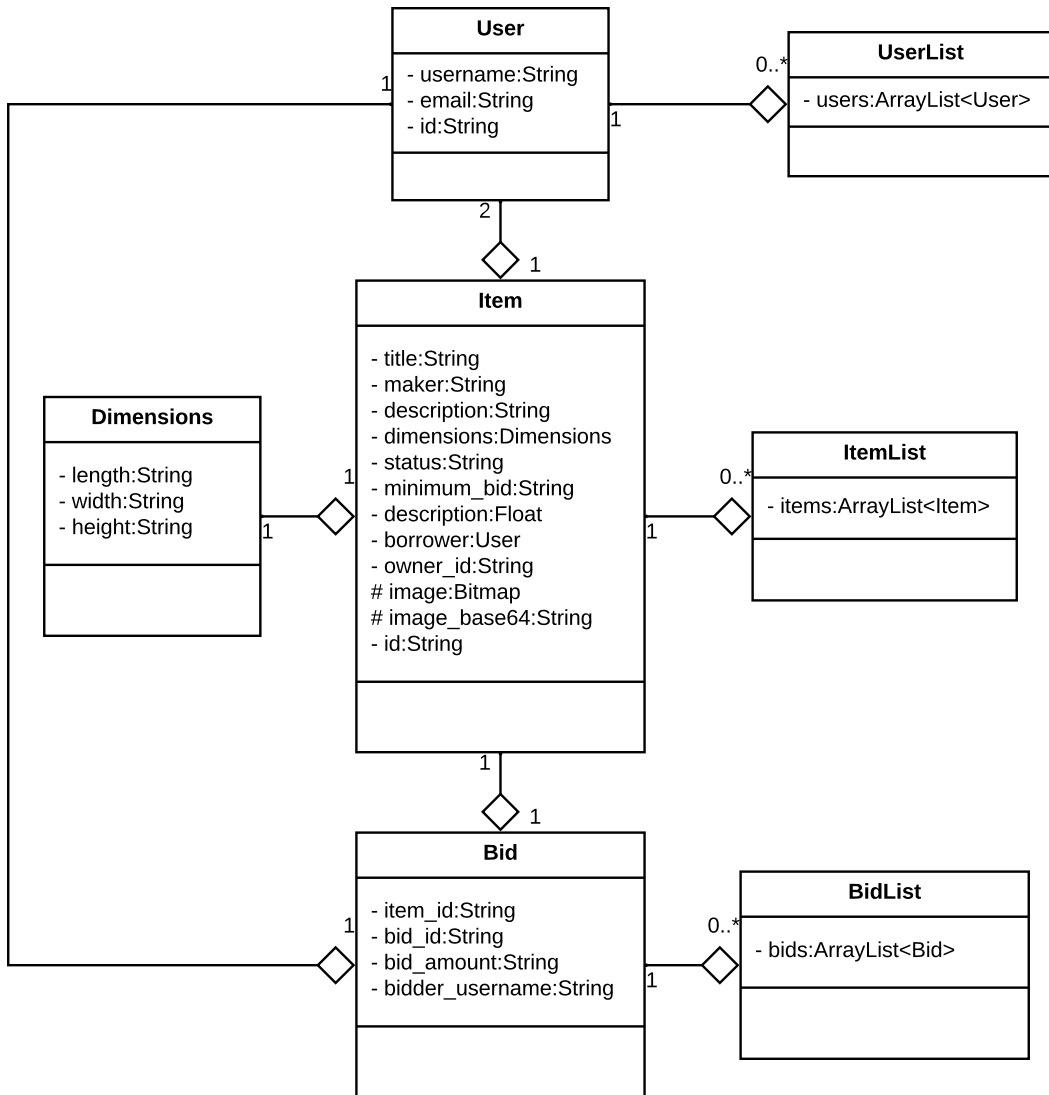 User
- username:String
- email:String
- id:String
1
1
2
1
UserList
0..*
- users:ArrayList<User>
Item
- title:String
- maker:String
- description:String
- dimensions:Dimensions
- status:String
- minimum_bid:String
- description:Float
- borrower:User
- owner_id:String
# image:Bitmap
# image_base64:String
- id:String
Dimensions
- length:String
- width:String
- height:String
1
1
ItemList
0..*
- items:ArrayList<Item>
1
1
1
Bid
- item_id:String
- bid_id:String
- bid_amount:String
- bidder_username:String
1
1
BidList
0..*
- bids:ArrayList<Bid>